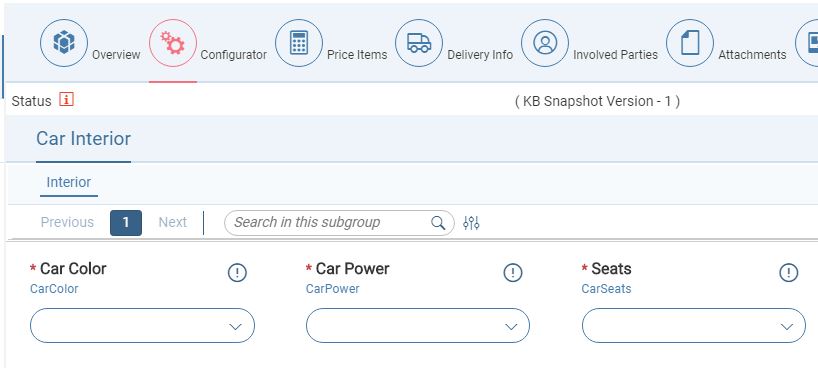 Overview Configurator Price Items Delivery Info Involved Parties Attachments
Status ( KB Snapshot Version - 1 )
Car Interior
Interior
Previous 1 Next Search in this subgroup
* Car Color * Car Power * Seats
CarColor CarPower CarSeats